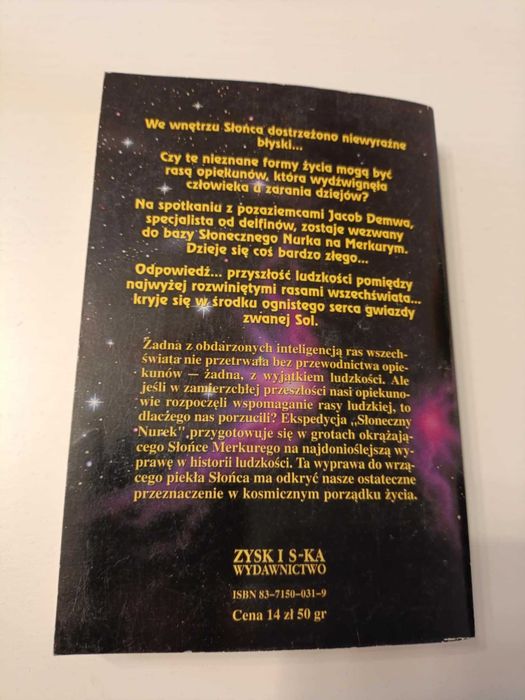 We wnętrzu Słońca dostrzeżono niewyraźne
błyski...
Czy te nieznane formy życia mogą być
rasą opiekunów, która wydźwignęła
człowieka u zarania dziejów?
Na spotkaniu z pozaziemcami Jacob Demwa,
specjalista od delfinów, zostaje wezwany
do bazy Słonecznego Nurka na Merkurym.
Dzieje się coś bardzo złego...
Odpowiedź... przyszłość ludzkości pomiędzy
najwyżej rozwiniętymi rasami wszechświata...
kryje się w środku ognistego serca gwiazdy
zwanej Sol.
Żadna z obdarzonych inteligencją ras wszech-
świata nie przetrwała bez przewodnictwa opie-
kunów — żadna, z wyjątkiem ludzkości. Ale
jeśli w zamierzchłej przeszłości nasi opiekuno-
wie rozpoczęli wspomaganie rasy ludzkiej, to
dlaczego nas porzucili? Ekspedycja „Słoneczny
Nurek" przygotowuje się w grotach okrążają-
cego Słońce Merkurego na najdonioślejszą wy-
prawę w historii ludzkości. Ta wyprawa do wrzą-
cego piekła Słońca ma odkryć nasze ostateczne
przeznaczenie w kosmicznym porządku życia.
ZYSK I S-KA
WYDAWNICTWO
ISBN 83-7150-031-9
Cena 14 zł 50 gr